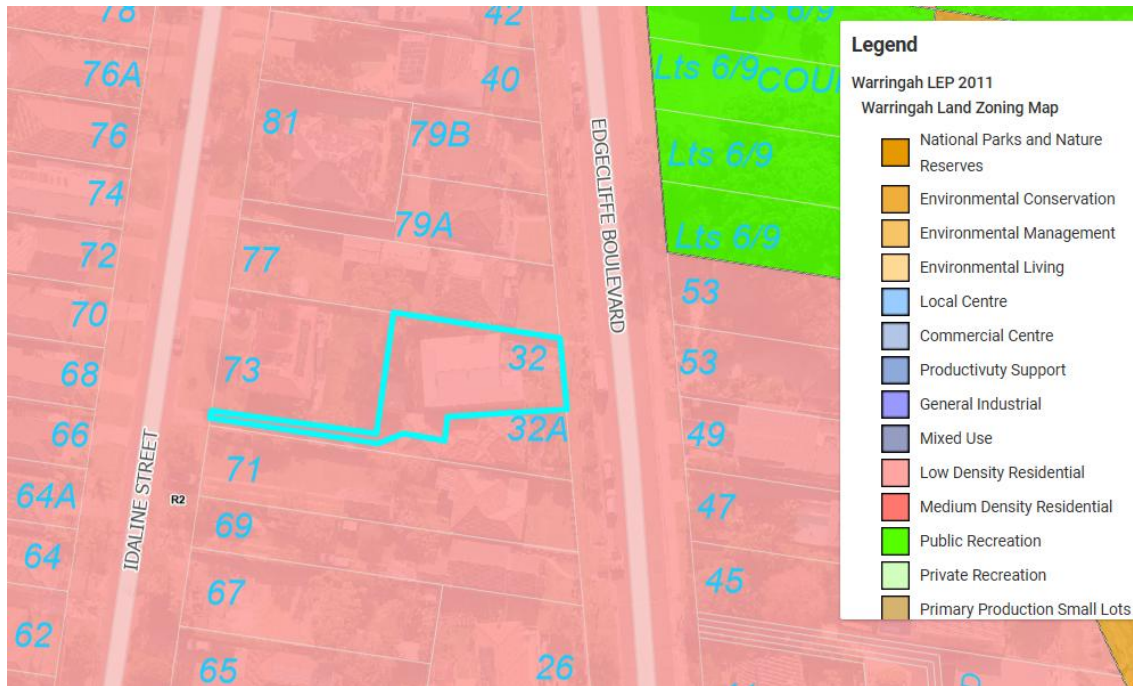 78
76A
76
74
72
70
68
66
64A
64
62
IDALINE STREET
R2
81
79B
79A
77
73
71
69
67
65
42
40
32
32A
26
EDGECLIFFE BOULEVARD
Lts 6/9
Lts 6/9
Lts 6/9
Lts 6/9
53
53
49
47
45
Legend
Warringah LEP 2011
Warringah Land Zoning Map
National Parks and Nature
Reserves
Environmental Conservation
Environmental Management
Environmental Living
Local Centre
Commercial Centre
Productivuty Support
General Industrial
Mixed Use
Low Density Residential
Medium Density Residential
Public Recreation
Private Recreation
Primary Production Small Lots